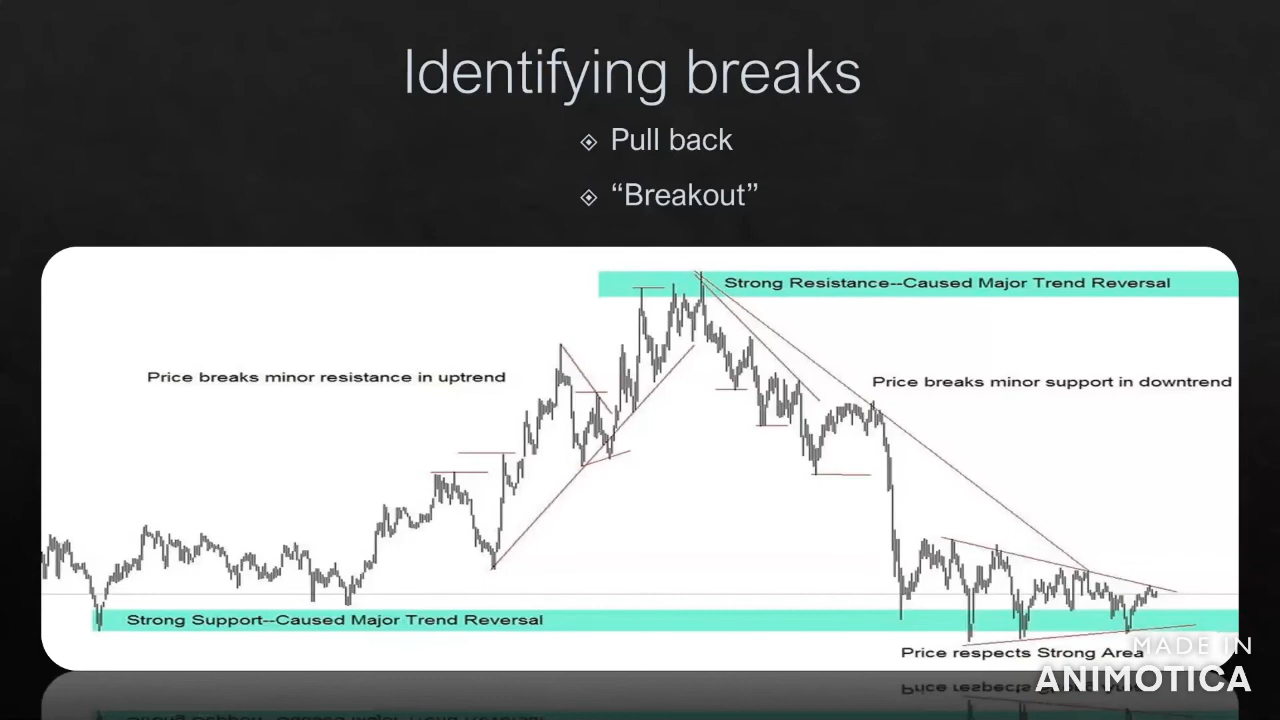 Identifying breaks
Pull back
“Breakout”
Strong Resistance--Caused Major Trend Reversal
Price breaks minor resistance in uptrend
Price breaks minor support in downtrend
Strong Support--Caused Major Trend Reversal
Price respects Strong Area
MADE IN
ANIMOTICA